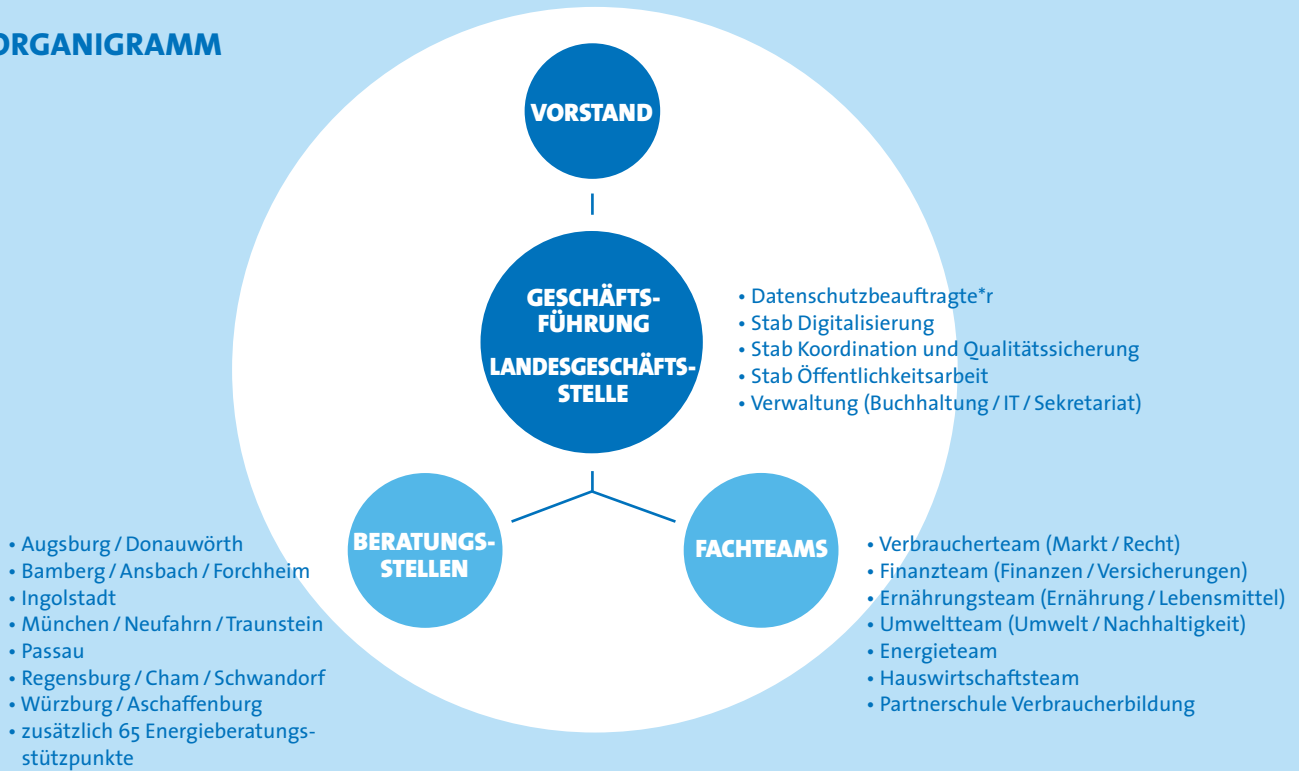 ORGANIGRAMM
VORSTAND
GESCHÄFTS-
FÜHRUNG
LANDESGESCHÄFTS-
STELLE
• Datenschutzbeauftragte*r
• Stab Digitalisierung
• Stab Koordination und Qualitätssicherung
• Stab Öffentlichkeitsarbeit
• Verwaltung (Buchhaltung / IT / Sekretariat)
BERATUNGS-
STELLEN
• Augsburg / Donauwörth
• Bamberg / Ansbach / Forchheim
• Ingolstadt
• München / Neufahrn / Traunstein
• Passau
• Regensburg / Cham / Schwandorf
• Würzburg / Aschaffenburg
• zusätzlich 65 Energieberatungs-
stützpunkte
FACHTEAMS
• Verbraucherteam (Markt / Recht)
• Finanzteam (Finanzen / Versicherungen)
• Ernährungsteam (Ernährung / Lebensmittel)
• Umweltteam (Umwelt / Nachhaltigkeit)
• Energieteam
• Hauswirtschaftsteam
• Partnerschule Verbraucherbildung